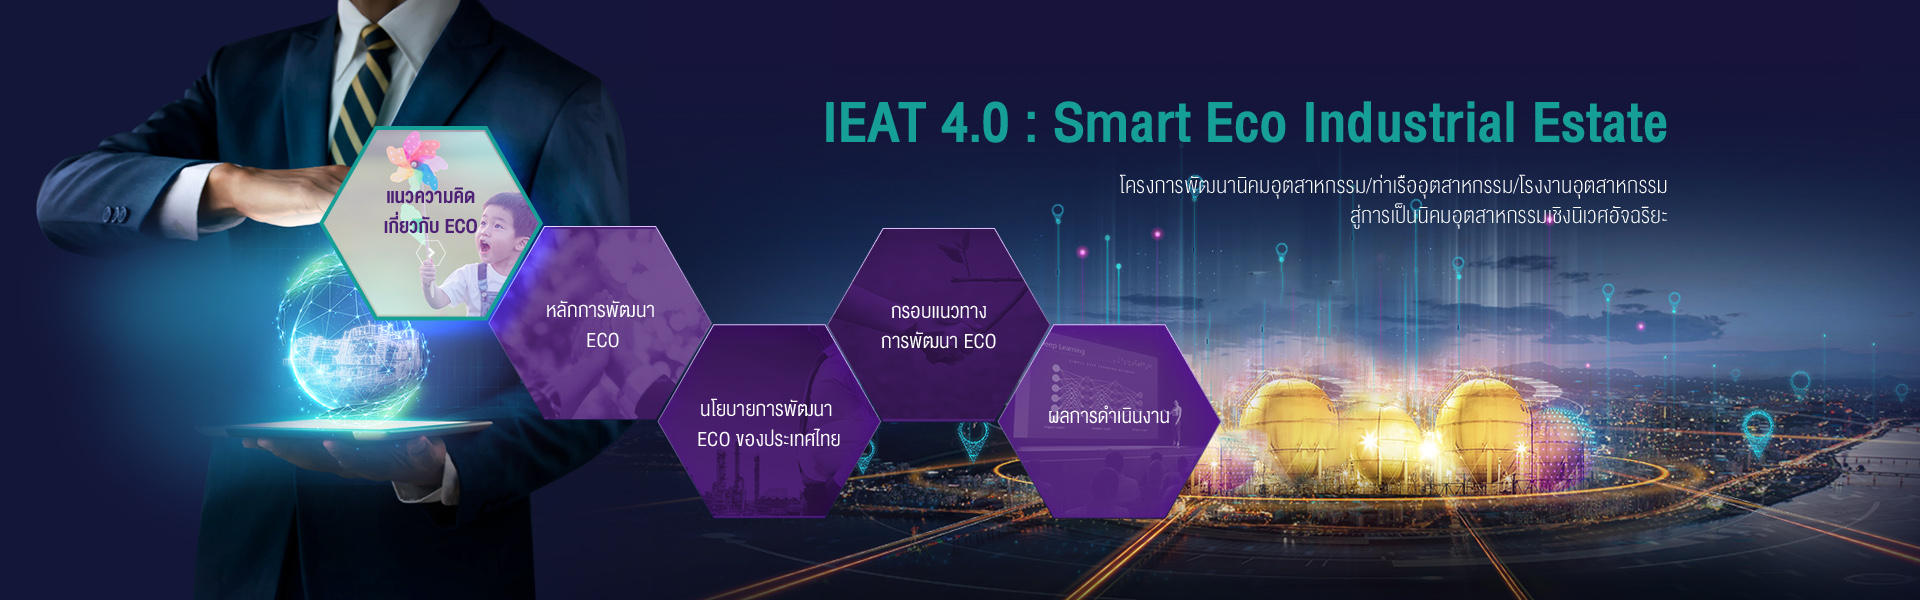 IEAT 4.0 : Smart Eco Industrial Estate
โครงการพัฒนานิคมอุตสาหกรรม/ท่าเรืออุตสาหกรรม/โรงงานอุตสาหกรรม
สู่การเป็นนิคมอุตสาหกรรมเชิงนิเวศอัจฉริยะ
แนวความคิด
เกี่ยวกับ ECO
หลักการพัฒนา
ECO
นโยบายการพัฒนา
ECO ของประเทศไทย
กรอบแนวทาง
การพัฒนา ECO
Learning
ผลการดำเนินงาน